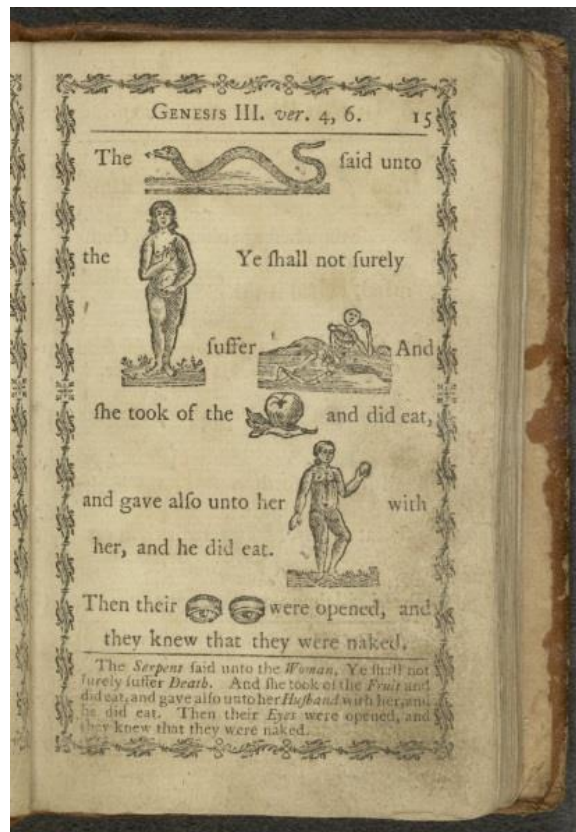 GENESIS III. ver. 4, 6. 15
The ſaid unto
the Ye ſhall not ſurely
ſuffer And
ſhe took of the and did eat,
and gave alſo unto her with
her, and he did eat.
Then their were opened, and
they knew that they were naked.
The Serpent ſaid unto the Woman, Ye ſhall not
ſurely ſuffer Death. And ſhe took of the Fruit and
did eat, and gave alſo unto her Huſband with her, and
he did eat. Then their Eyes were opened, and
they knew that they were naked.